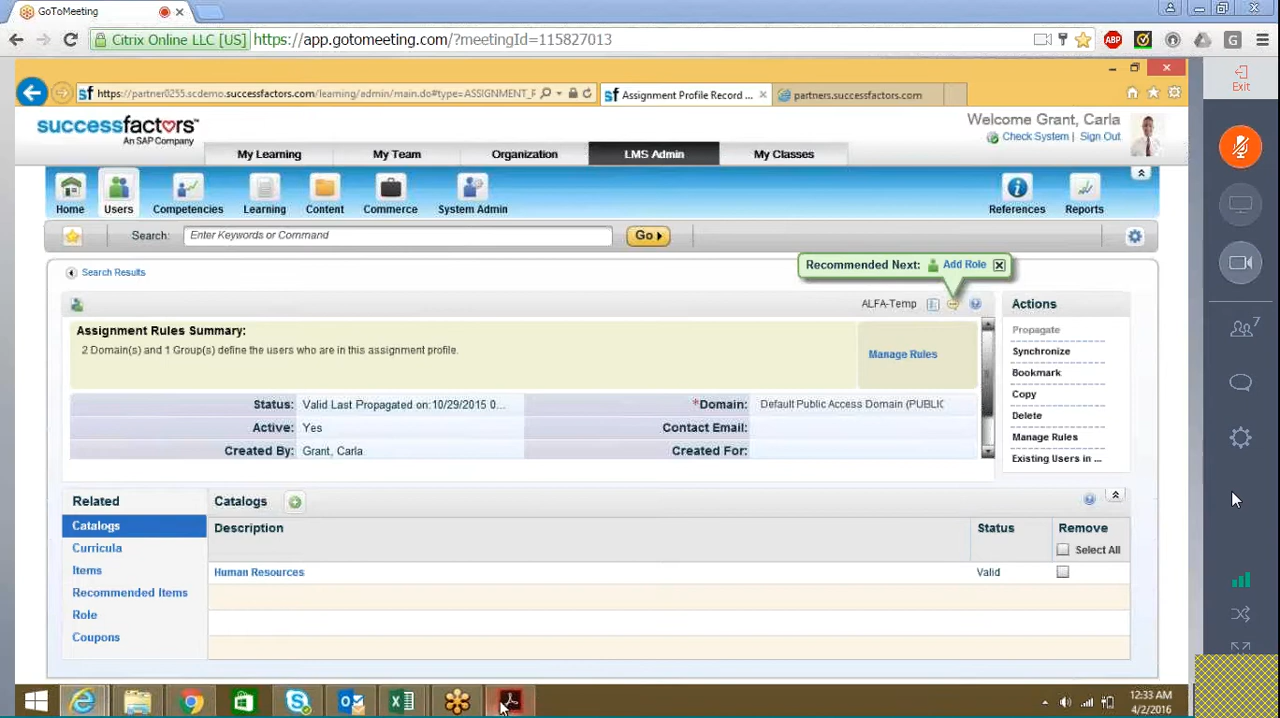 GoToMeeting
Citrix Online LLC [US] https://app.gotomeeting.com/?meetingId=115827013
ABP
G
Exit
https://partner0255.scdemo.successfactors.com/learning/admin/main.do#type=ASSIGNMENT_F
Assignment Profile Record ...
partners.successfactors.com
successfactors™
An SAP Company
Welcome Grant, Carla
Check System | Sign Out
My Learning
My Team
Organization
LMS Admin
My Classes
Home
Users
Competencies
Learning
Content
Commerce
System Admin
References
Reports
Search:
Enter Keywords or Command
Go
Search Results
Recommended Next: Add Role
ALFA-Temp
Assignment Rules Summary:
2 Domain(s) and 1 Group(s) define the users who are in this assignment profile.
Manage Rules
Status: Valid Last Propagated on:10/29/2015 0...
*Domain: Default Public Access Domain (PUBLIC
Active: Yes
Contact Email:
Created By: Grant, Carla
Created For:
Actions
Propagate
Synchronize
Bookmark
Copy
Delete
Manage Rules
Existing Users in ...
7
Related
Catalogs
Curricula
Items
Recommended Items
Role
Coupons
Catalogs
Description
Status
Remove
Select All
Human Resources
Valid
12:33 AM
4/2/2016